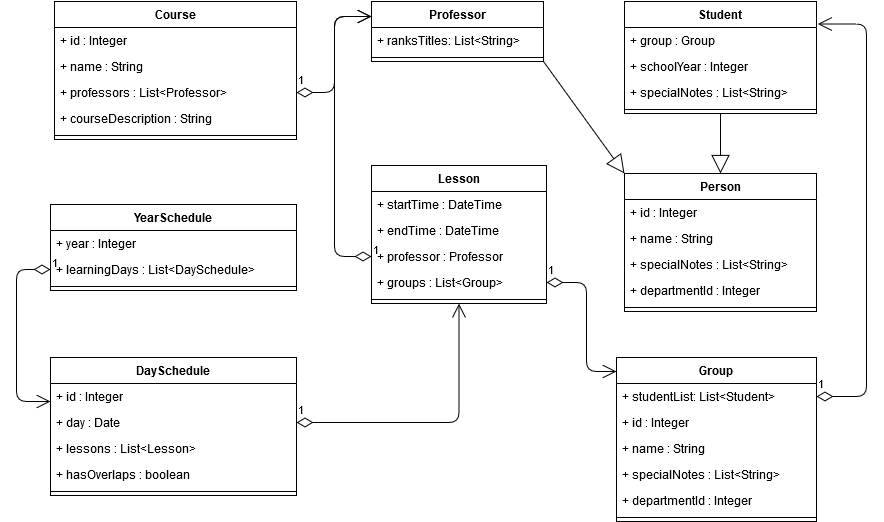 Course
+ id : Integer
+ name : String
+ professors : List<Professor>
+ courseDescription : String
1
Professor
+ ranksTitles: List<String>
Student
+ group : Group
+ schoolYear : Integer
+ specialNotes : List<String>
YearSchedule
+ year : Integer
+ learningDays : List<DaySchedule>
1
Lesson
+ startTime : DateTime
+ endTime : DateTime
+ professor : Professor
+ groups : List<Group>
1
1
Person
+ id : Integer
+ name : String
+ specialNotes : List<String>
+ departmentId : Integer
DaySchedule
+ id : Integer
+ day : Date
+ lessons : List<Lesson>
+ hasOverlaps : boolean
1
Group
+ studentList: List<Student>
+ id : Integer
+ name : String
+ specialNotes : List<String>
+ departmentId : Integer
1